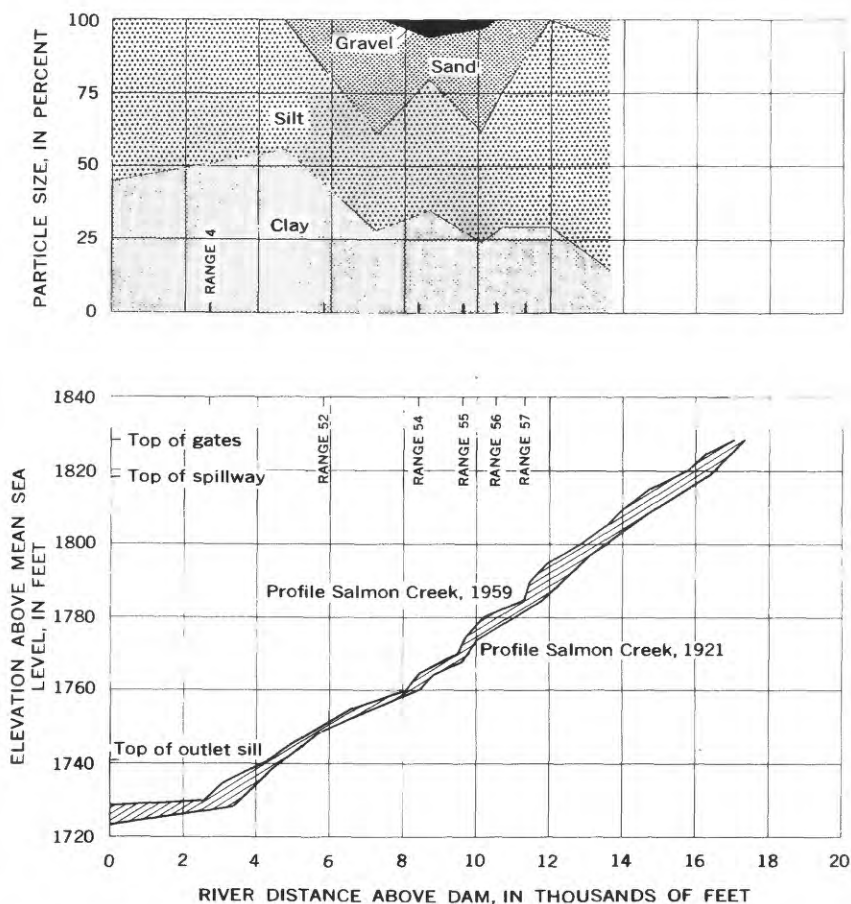 PARTICLE SIZE, IN PERCENT
100
75
50
25
0
Gravel
Sand
Silt
Clay
RANGE 4
ELEVATION ABOVE MEAN SEA
LEVEL, IN FEET
1840
1820
1800
1780
1760
1740
1720
Top of gates
Top of spillway
RANGE 52
RANGE 54
RANGE 55
RANGE 56
RANGE 57
Profile Salmon Creek, 1959
Profile Salmon Creek, 1921
Top of outlet sill
0 2 4 6 8 10 12 14 16 18 20
RIVER DISTANCE ABOVE DAM, IN THOUSANDS OF FEET